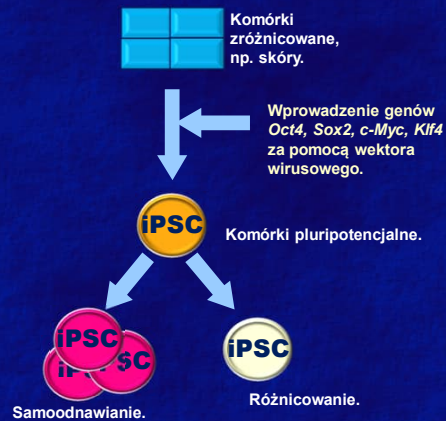 Komórki
zróżnicowane,
np. skóry.
Wprowadzenie genów
Oct4, Sox2, c-Myc, Klf4
za pomocą wektora
wirusowego.
iPSC
Komórki pluripotencjalne.
iPSC
SC
iPSC
Różnicowanie.
Samoodnawianie.